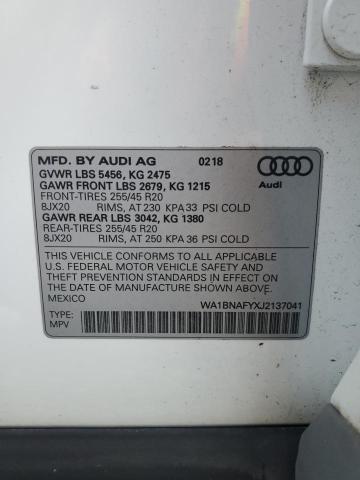 MFD. BY AUDI AG 0218
GVWR LBS 5456, KG 2475
GAWR FRONT LBS 2679, KG 1215
FRONT-TIRES 255/45 R20
8JX20 RIMS, AT 230 KPA 33 PSI COLD
GAWR REAR LBS 3042, KG 1380
REAR-TIRES 255/45 R20
8JX20 RIMS, AT 250 KPA 36 PSI COLD
Audi
THIS VEHICLE CONFORMS TO ALL APPLICABLE
U.S. FEDERAL MOTOR VEHICLE SAFETY AND
THEFT PREVENTION STANDARDS IN EFFECT ON
THE DATE OF MANUFACTURE SHOWN ABOVE.
MEXICO
WA1BNAFYXJ2137041
TYPE:
MPV